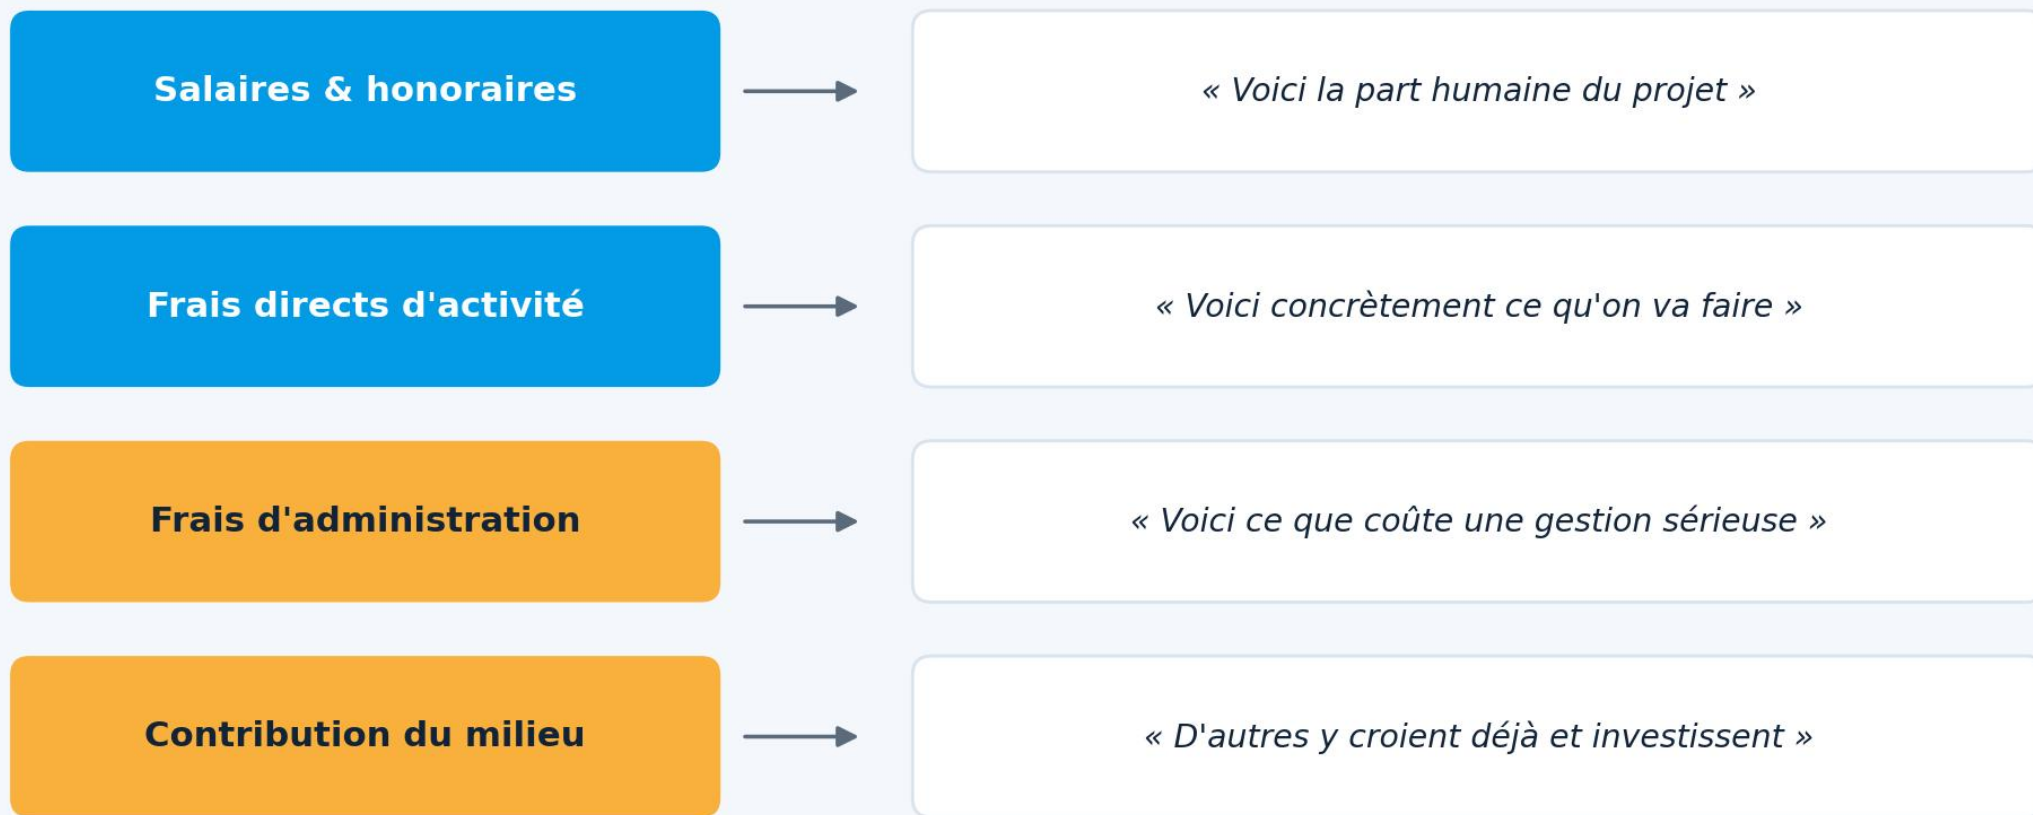 Salaires & honoraires
« Voici la part humaine du projet »
Frais directs d'activité
« Voici concrètement ce qu'on va faire »
Frais d'administration
« Voici ce que coûte une gestion sérieuse »
Contribution du milieu
« D'autres y croient déjà et investissent »